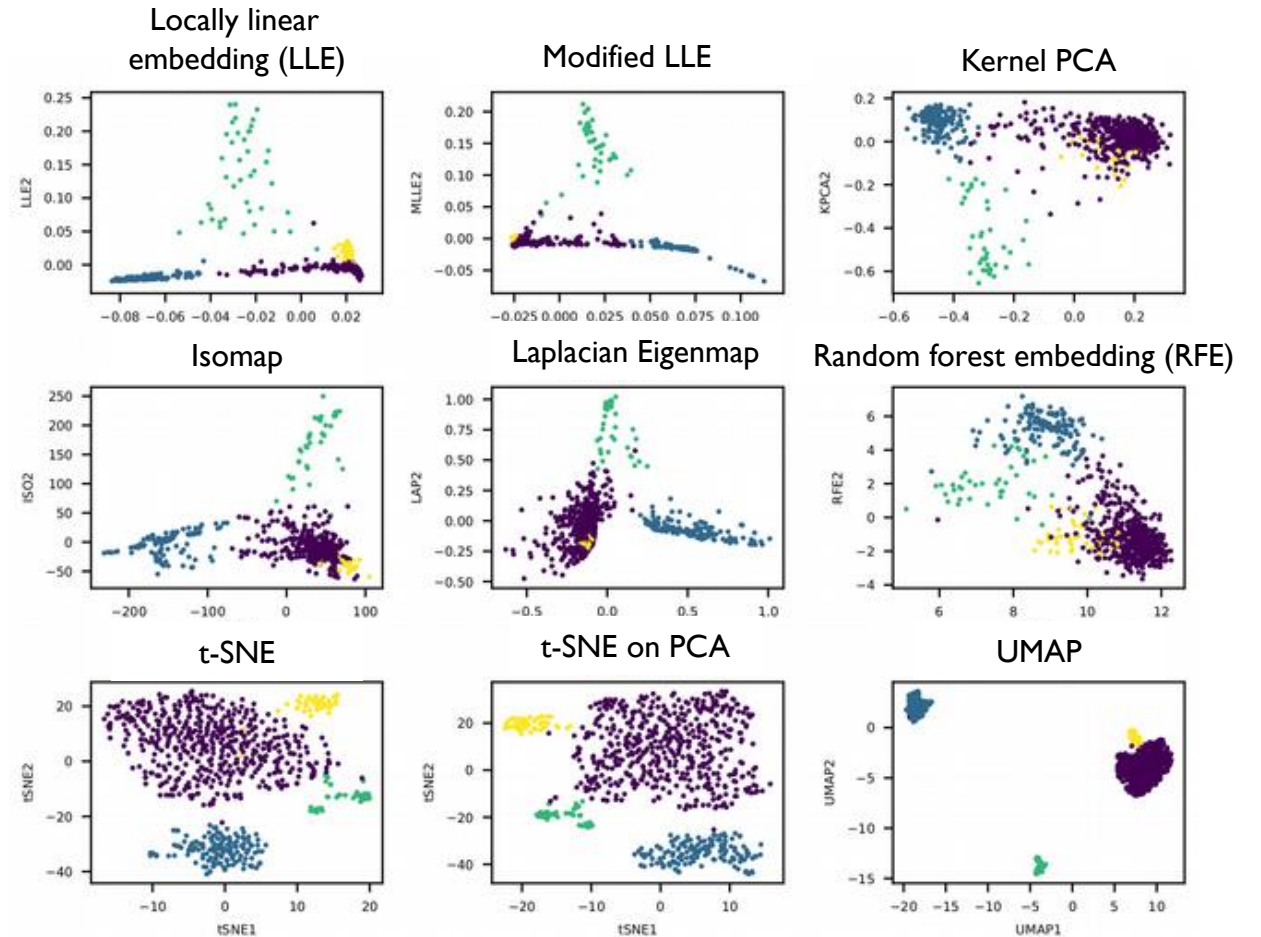 Locally linear
embedding (LLE)
Modified LLE
Kernel PCA
0.25
0.20
0.15
0.10
0.05
0.00
LLE2
−0.08 −0.06 −0.04 −0.02 0.00 0.02
0.20
0.15
0.10
0.05
0.00
−0.05
MLLE2
−0.025 0.000 0.025 0.050 0.075 0.100
0.2
0.0
−0.2
−0.4
−0.6
KPCA2
−0.6 −0.4 −0.2 0.0 0.2
Isomap
Laplacian Eigenmap
Random forest embedding (RFE)
250
200
150
100
50
0
−50
ISO2
−200 −100 0 100
1.00
0.75
0.50
0.25
0.00
−0.25
−0.50
LAP2
−0.5 0.0 0.5 1.0
6
4
2
0
−2
−4
RFE2
6 8 10 12
t-SNE
t-SNE on PCA
UMAP
20
0
−20
−40
tSNE2
−10 0 10 20
tSNE1
20
0
−20
−40
tSNE2
−20 −10 0 10
tSNE1
0
−5
−10
−15
UMAP2
−20 −15 −10 −5 0 5 10
UMAP1